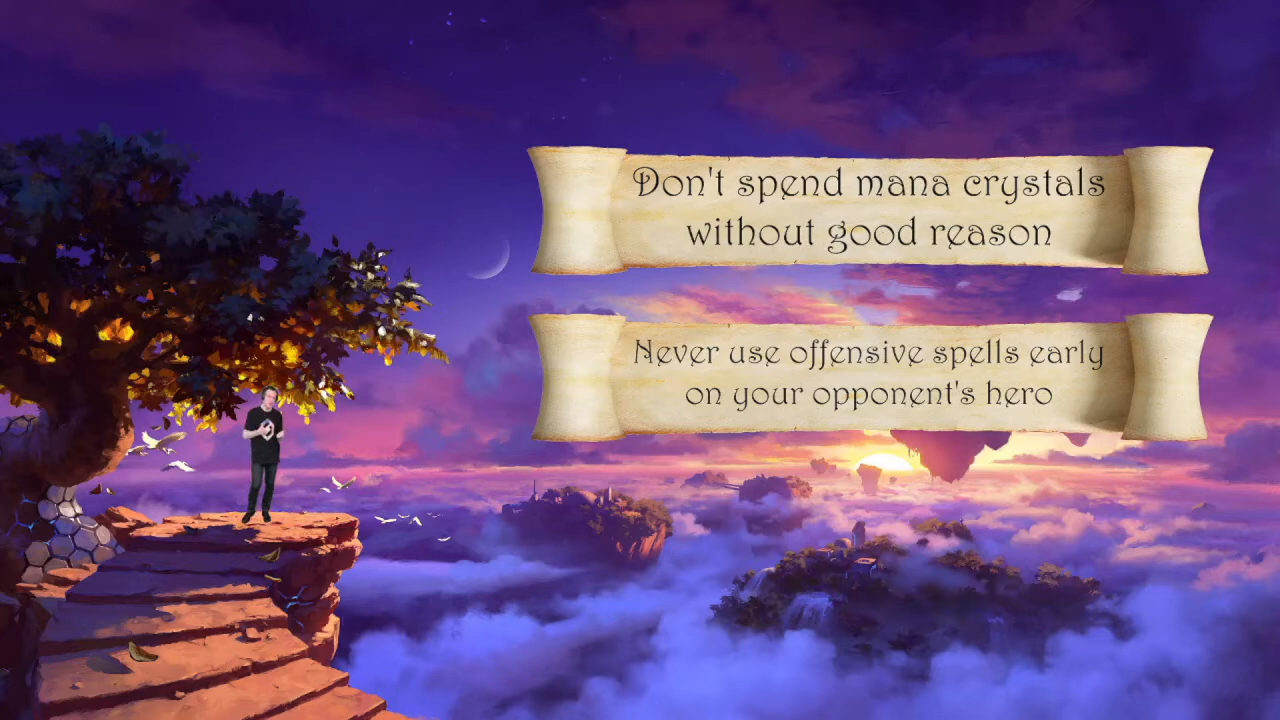 Don't spend mana crystals
without good reason
Never use offensive spells early
on your opponent's hero